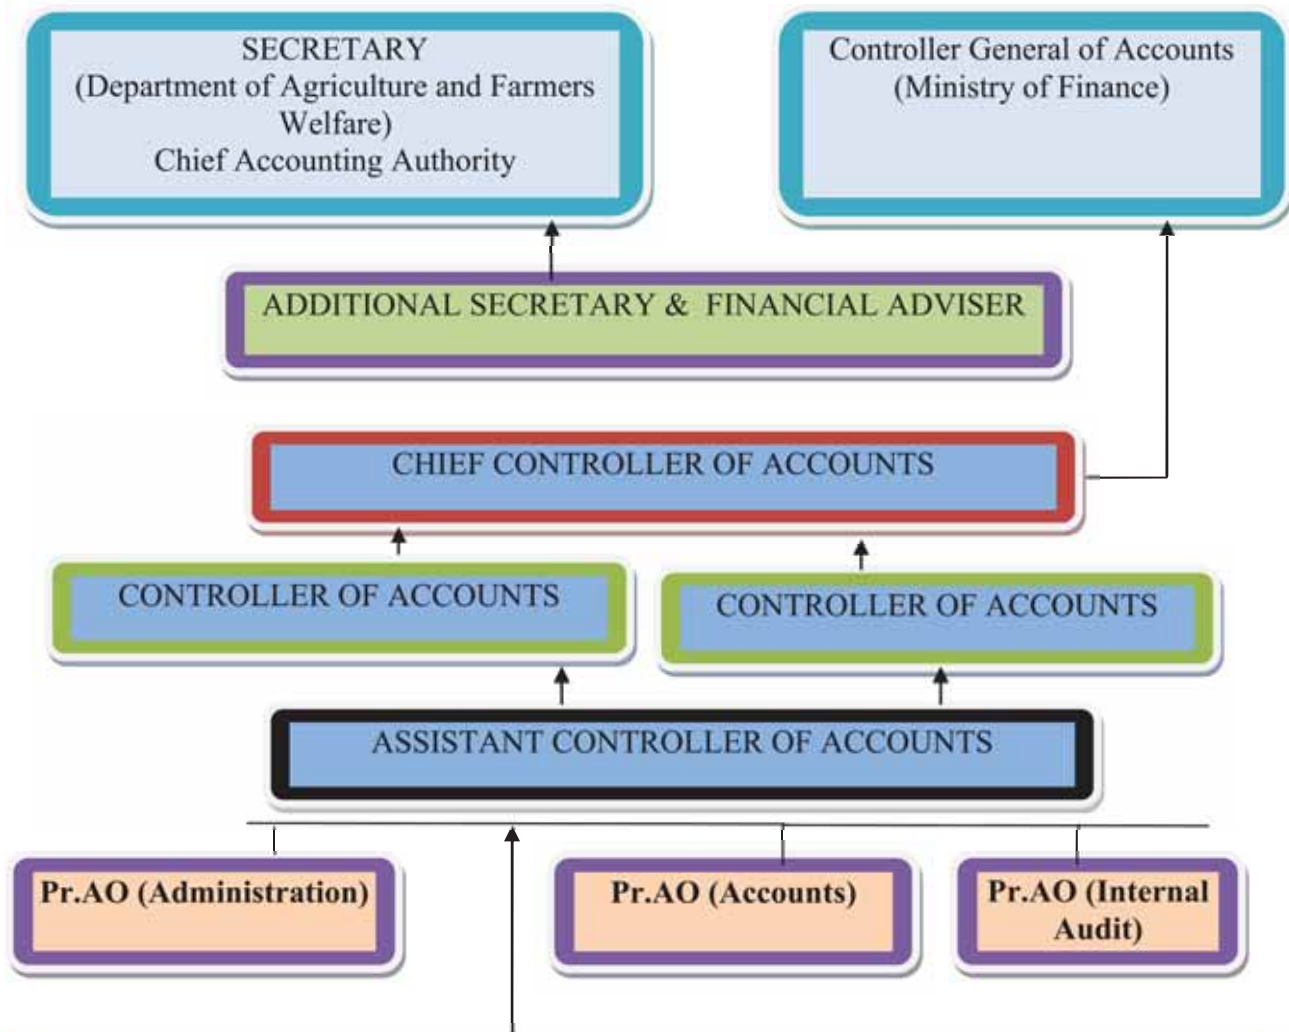 SECRETARY
(Department of Agriculture and Farmers
Welfare)
Chief Accounting Authority
Controller General of Accounts
(Ministry of Finance)
ADDITIONAL SECRETARY & FINANCIAL ADVISER
CHIEF CONTROLLER OF ACCOUNTS
CONTROLLER OF ACCOUNTS
CONTROLLER OF ACCOUNTS
ASSISTANT CONTROLLER OF ACCOUNTS
Pr.AO (Administration)
Pr.AO (Accounts)
Pr.AO (Internal
Audit)